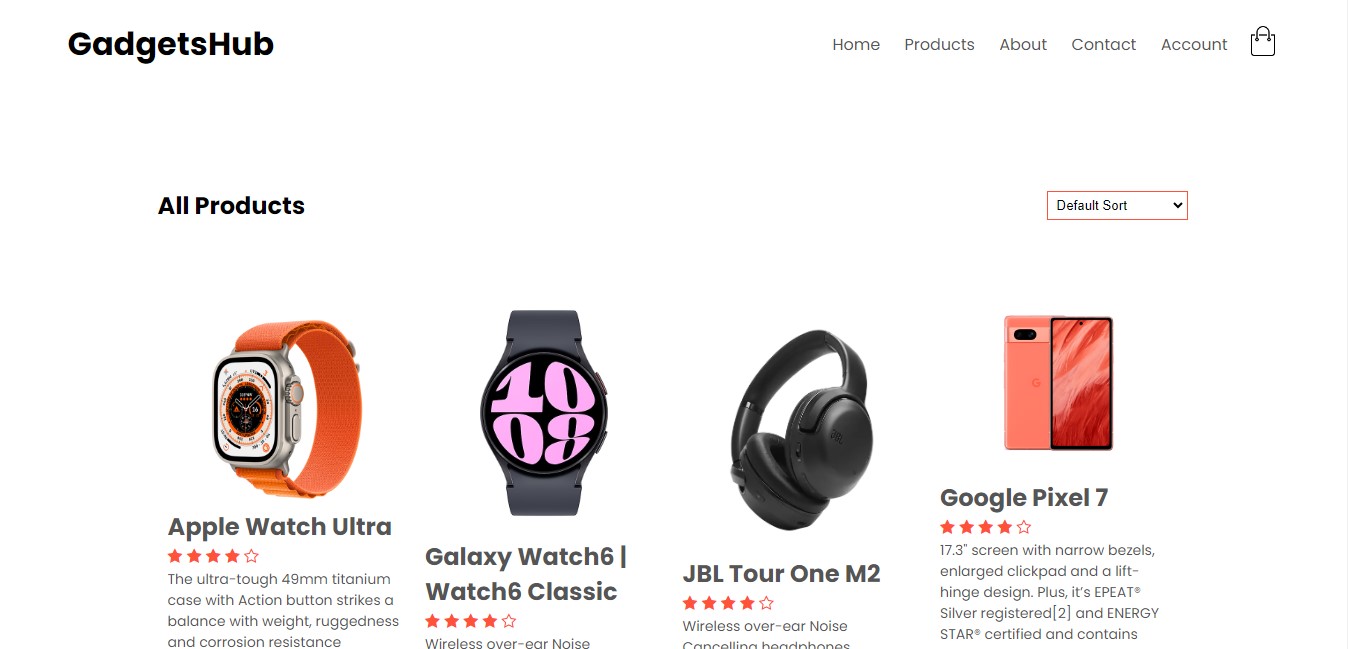 GadgetsHub
Home Products About Contact Account
All Products
Default Sort
10
08
JBL
G
Apple Watch Ultra
The ultra-tough 49mm titanium
case with Action button strikes a
balance with weight, ruggedness
and corrosion resistance
Galaxy Watch6 |
Watch6 Classic
Wireless over-ear Noise
JBL Tour One M2
Wireless over-ear Noise
Cancelling headphones
Google Pixel 7
17.3" screen with narrow bezels,
enlarged clickpad and a lift-
hinge design. Plus, it’s EPEAT®
Silver registered[2] and ENERGY
STAR® certified and contains